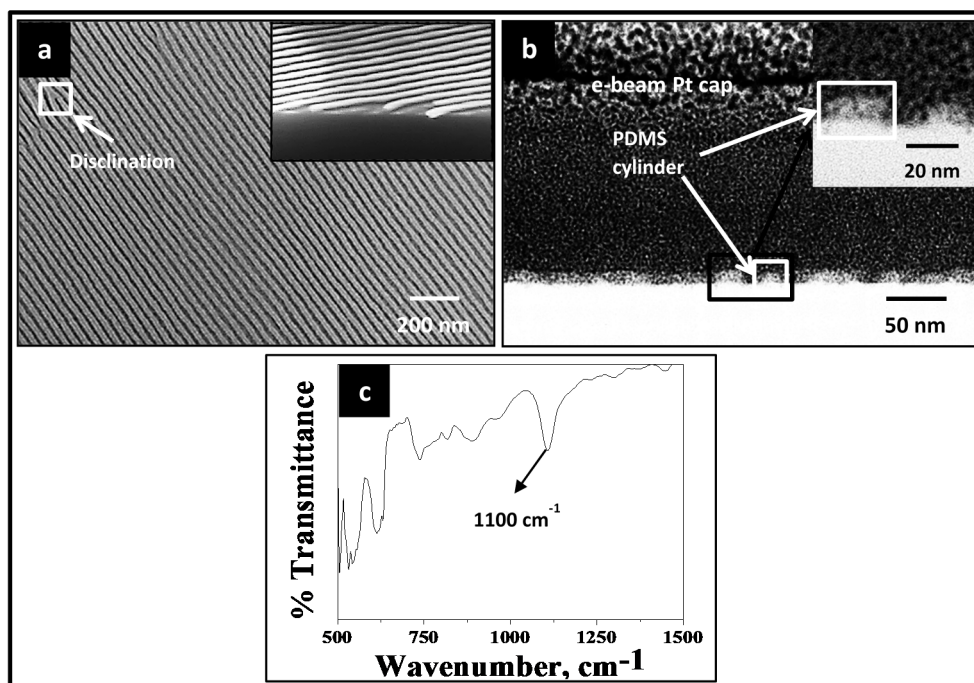 a
Disclination
200 nm
b
e-beam Pt cap
PDMS
cylinder
20 nm
50 nm
c
% Transmittance
1100 cm⁻¹
500 750 1000 1250 1500
Wavenumber, cm⁻¹